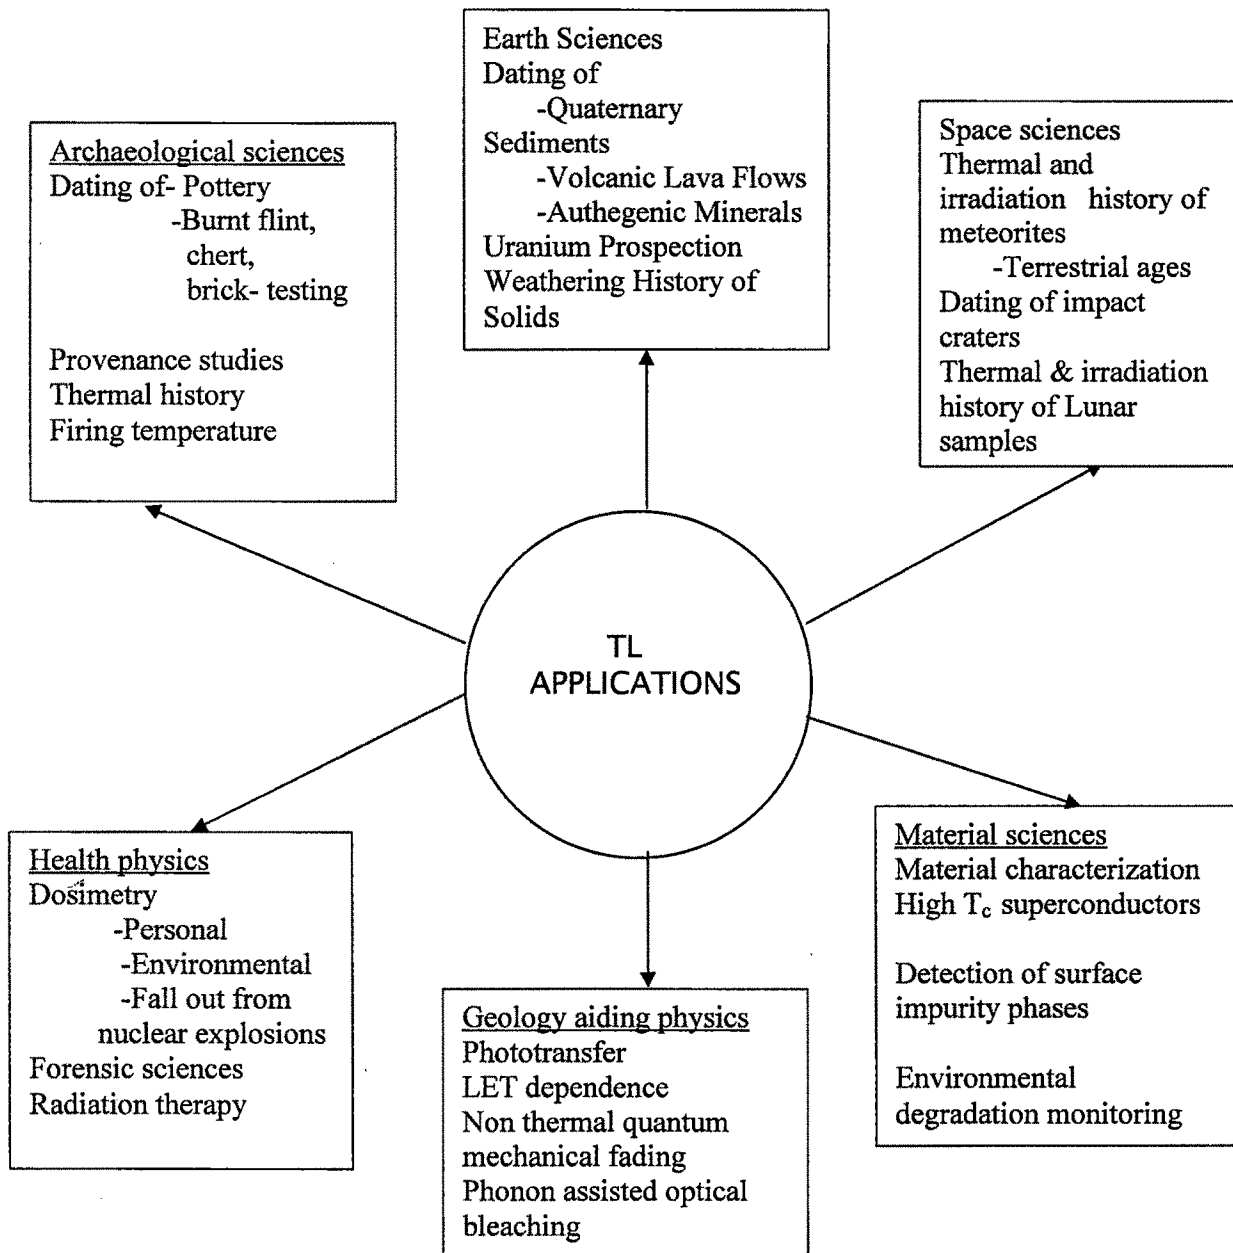 Earth Sciences
Dating of
-Quaternary
Sediments
-Volcanic Lava Flows
-Authegenic Minerals
Uranium Prospection
Weathering History of
Solids
Archaeological sciences
Dating of- Pottery
-Burnt flint,
chert,
brick- testing
Provenance studies
Thermal history
Firing temperature
Space sciences
Thermal and
irradiation history of
meteorites
-Terrestrial ages
Dating of impact
craters
Thermal & irradiation
history of Lunar
samples
TL
APPLICATIONS
Health physics
Dosimetry
-Personal
-Environmental
-Fall out from
nuclear explosions
Forensic sciences
Radiation therapy
Geology aiding physics
Phototransfer
LET dependence
Non thermal quantum
mechanical fading
Phonon assisted optical
bleaching
Material sciences
Material characterization
High Tc superconductors
Detection of surface
impurity phases
Environmental
degradation monitoring